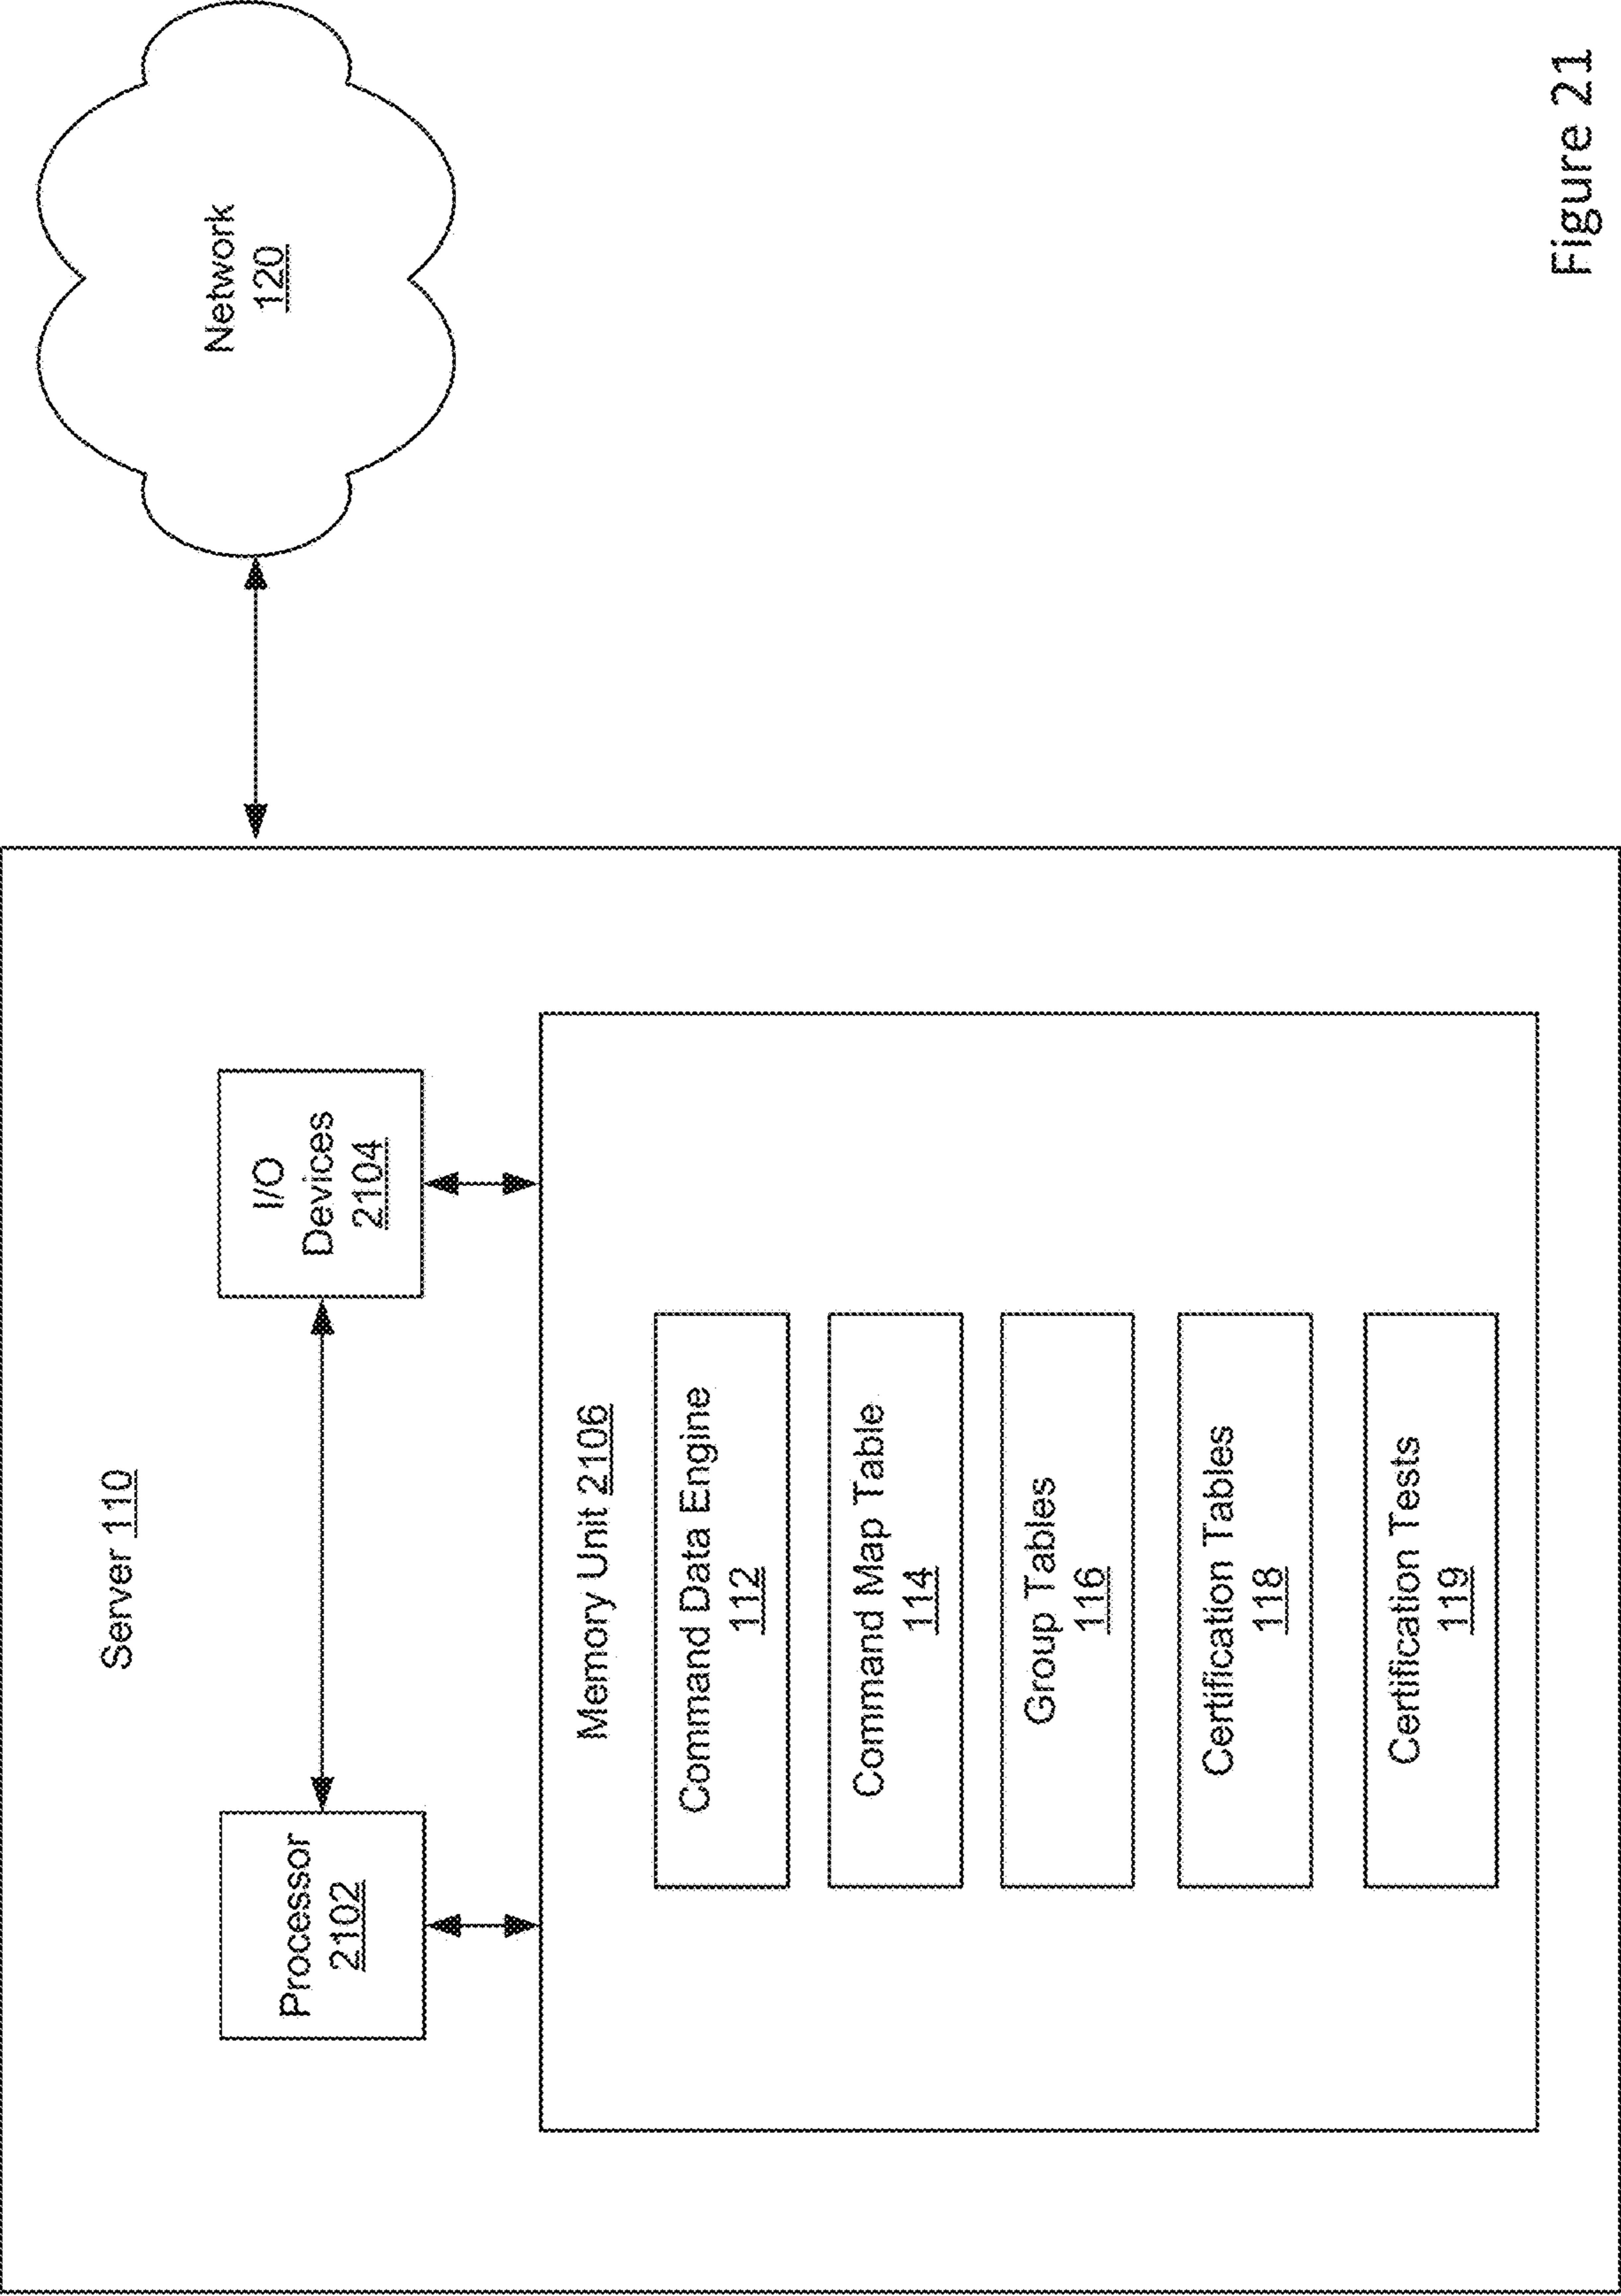 Server 110
Processor
2102
I/O
Devices
2104
Memory Unit 2106
Command Data Engine
112
Command Map Table
114
Group Tables
116
Certification Tables
118
Certification Tests
119
Network
120
Figure 21